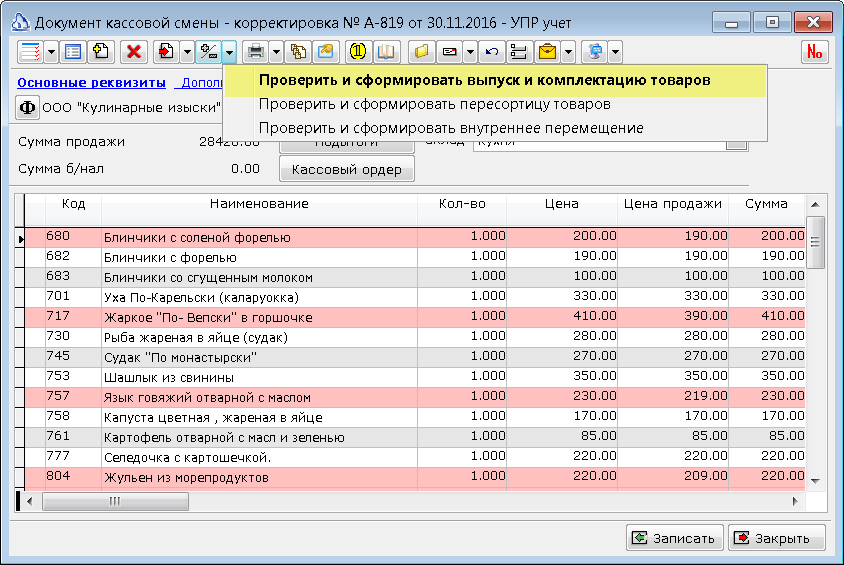 Документ кассовой смены - корректировка № А-819 от 30.11.2016 - УПР учет
№
Проверить и сформировать выпуск и комплектацию товаров
Проверить и сформировать пересортицу товаров
Проверить и сформировать внутреннее перемещение
Основные реквизиты Дополн
Ф ООО "Кулинарные изыски"
Сумма продажи 28420.00 Подытоги Склад Кухня
Сумма б/нал 0.00 Кассовый ордер
Код Наименование Кол-во Цена Цена продажи Сумма
680 Блинчики с соленой форелью 1.000 200.00 190.00 200.00
682 Блинчики с форелью 1.000 190.00 190.00 190.00
683 Блинчики со сгущенным молоком 1.000 100.00 100.00 100.00
701 Уха По-Карельски (каларуокка) 1.000 330.00 330.00 330.00
717 Жаркое "По- Вепски" в горшочке 1.000 410.00 390.00 410.00
730 Рыба жареная в яйце (судак) 1.000 280.00 280.00 280.00
745 Судак "По монастырски" 1.000 270.00 270.00 270.00
753 Шашлык из свинины 1.000 350.00 350.00 350.00
757 Язык говяжий отварной с маслом 1.000 230.00 219.00 230.00
758 Капуста цветная , жареная в яйце 1.000 170.00 170.00 170.00
761 Картофель отварной с масл и зеленью 1.000 85.00 85.00 85.00
777 Селедочка с картошечкой. 1.000 220.00 220.00 220.00
804 Жульен из морепродуктов 1.000 220.00 209.00 220.00
Записать Закрыть